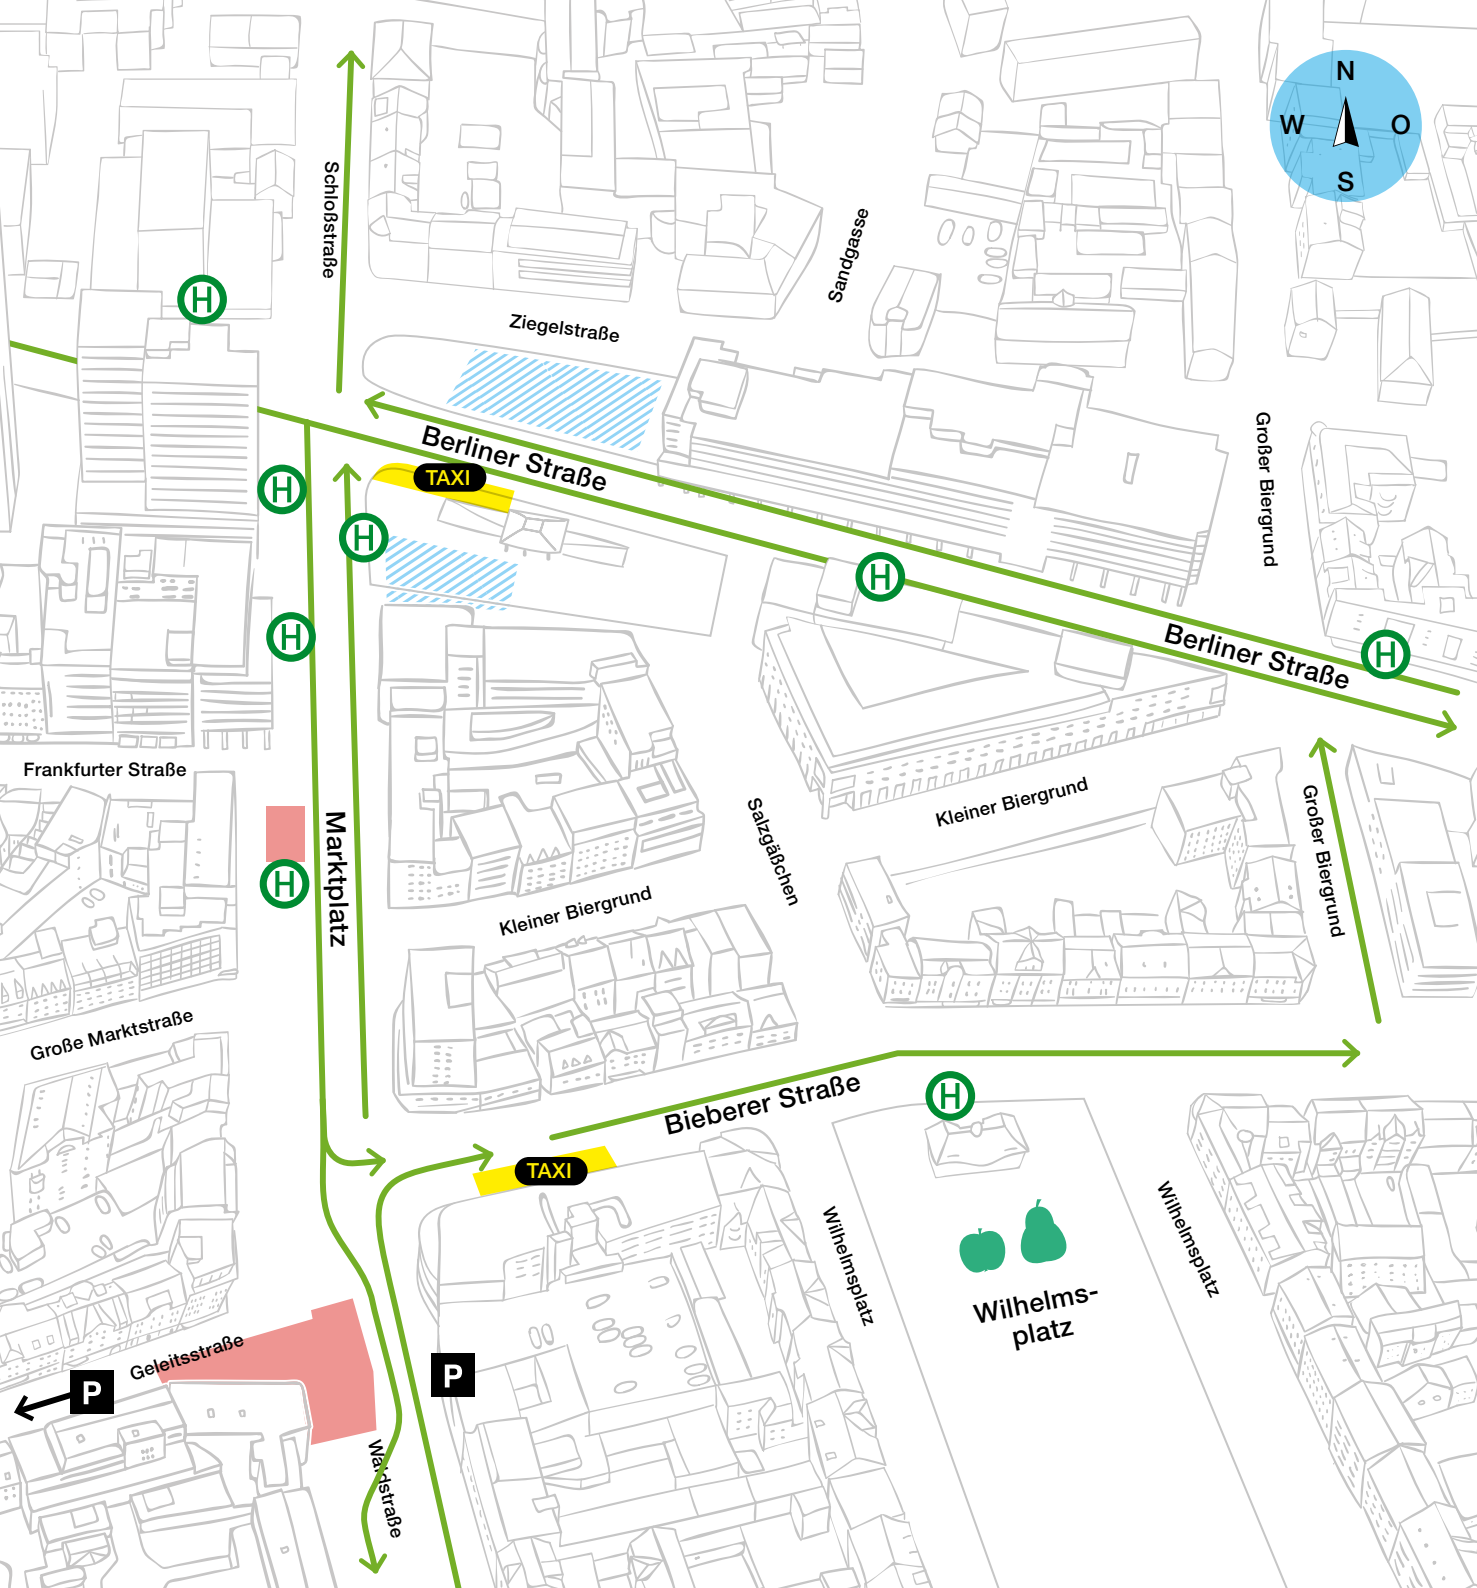 N
W
O
S
Schloßstraße
Sandgasse
H
Ziegelstraße
Berliner Straße
TAXI
H
H
Großer Biergrund
H
H
Berliner Straße
H
Frankfurter Straße
Marktplatz
H
Salzgäßchen
Kleiner Biergrund
Großer Biergrund
Kleiner Biergrund
Große Marktstraße
Bieberer Straße
H
TAXI
Wilhelmsplatz
Wilhelmsplatz
Wilhelms-
platz
Geleitsstraße
P
P
Waldstraße